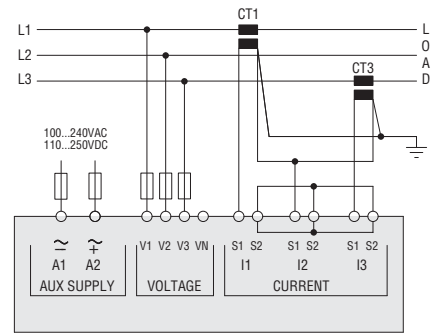 CT1
L1 L
L2 O
A
L3 CT3 D
100...240VAC
110...250VDC
V1 V2 V3 VN S1 S2 S1 S2 S1 S2
A1 A2 I1 I2 I3
AUX SUPPLY VOLTAGE CURRENT